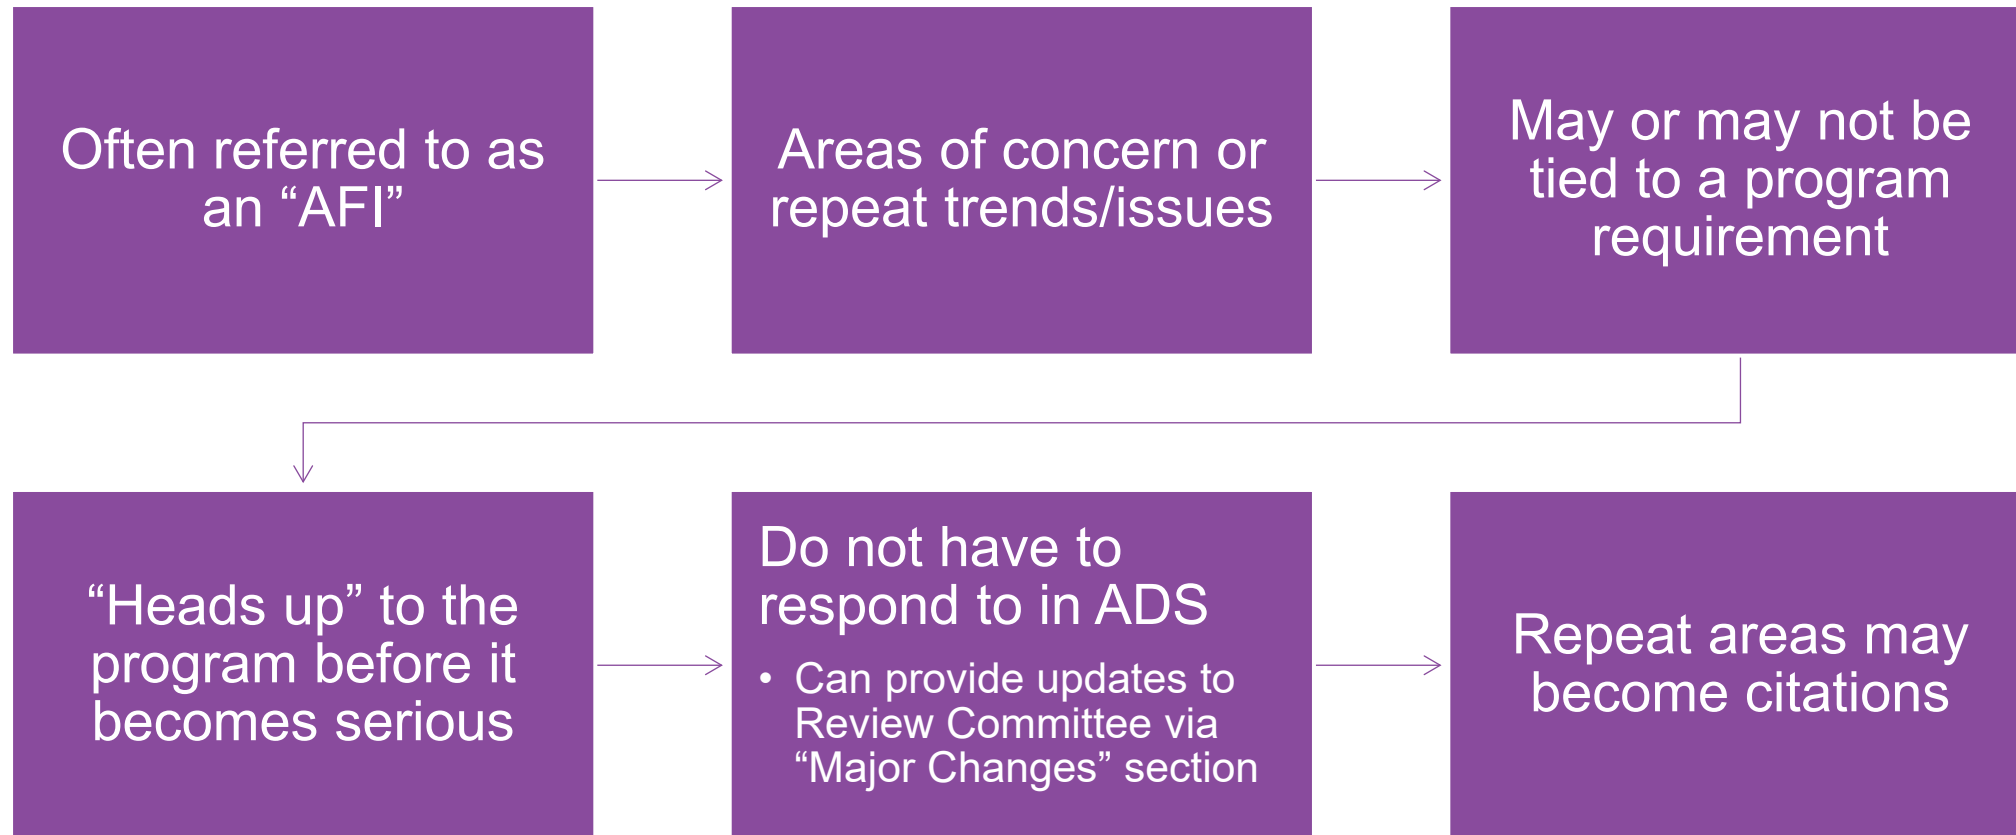 Often referred to as
an “AFI”
Areas of concern or
repeat trends/issues
May or may not be
tied to a program
requirement
“Heads up” to the
program before it
becomes serious
Do not have to
respond to in ADS
• Can provide updates to
Review Committee via
“Major Changes” section
Repeat areas may
become citations